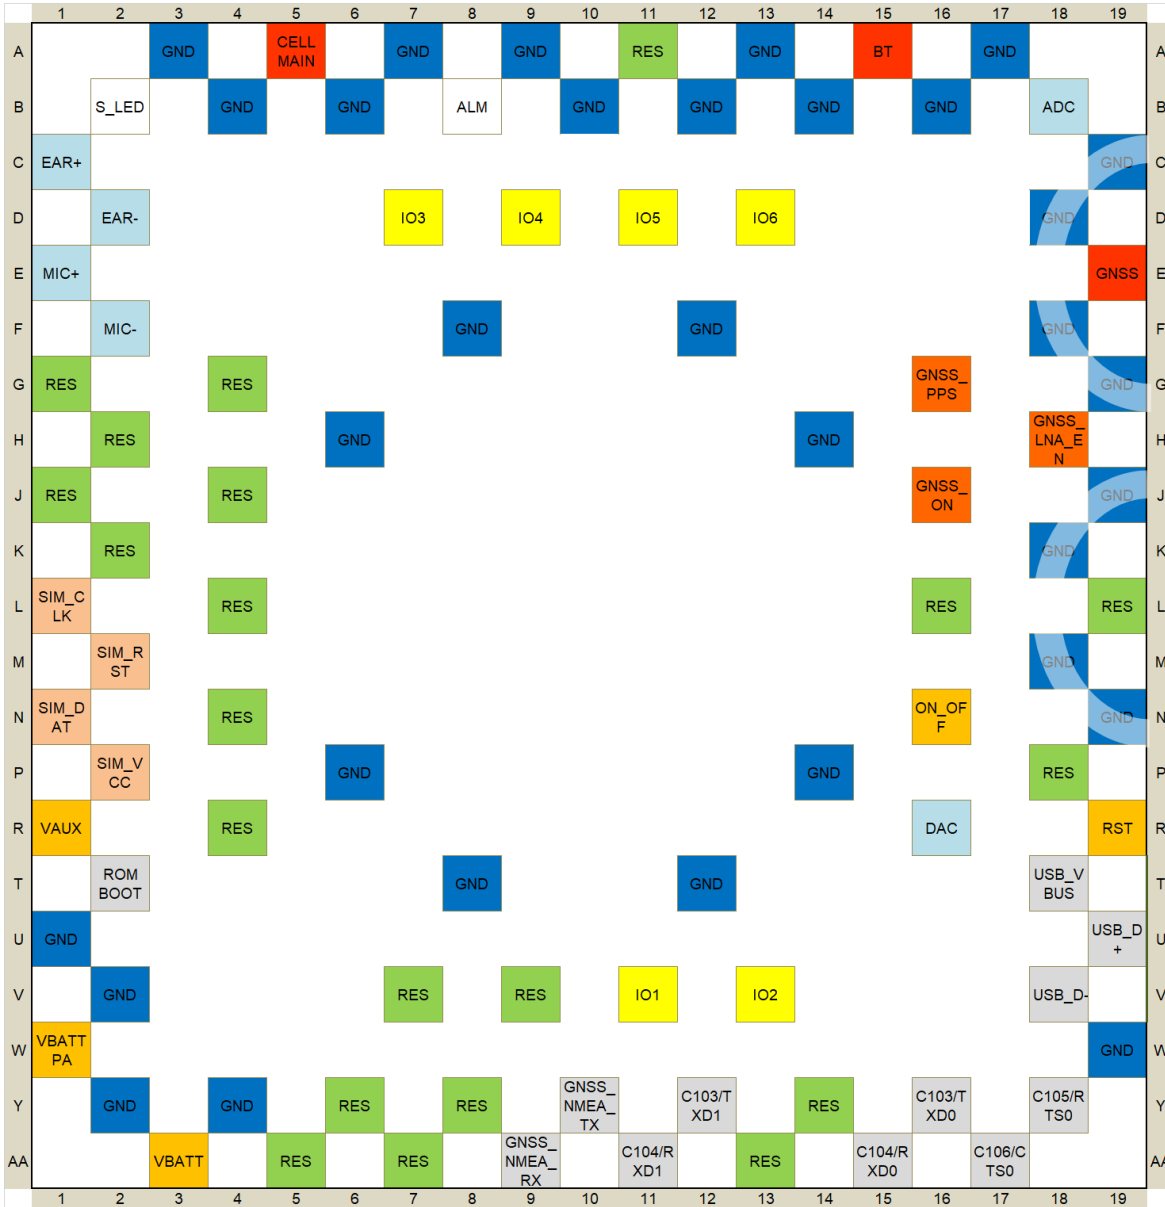 1 2 3 4 5 6 7 8 9 10 11 12 13 14 15 16 17 18 19
A GND CELL GND GND RES GND BT GND A
MAIN
B S_LED GND GND ALM GND GND GND GND ADC B
C EAR+ GND C
D EAR- IO3 IO4 IO5 IO6 GND D
E MIC+ GNSS E
F MIC- GND GND GND F
G RES RES GNSS_ GND G
PPS
H RES GND GND GNSS_ H
LNA_E
N
J RES RES GNSS_ GND J
ON
K RES GND K
L SIM_C RES RES RES L
LK
M SIM_R GND M
ST
N SIM_D RES ON_OF GND N
AT F
P SIM_V GND GND RES P
CC
R VAUX RES DAC RST R
T ROM GND GND USB_V T
BOOT BUS
U GND USB_D U
+
V GND RES RES IO1 IO2 USB_D- V
W VBATT GND W
PA
Y GND GND RES RES GNSS_ C103/T RES C103/T C105/R Y
NMEA_ XD1 XD0 TS0
TX
AA VBATT RES RES GNSS_ C104/R RES C104/R C106/C AA
NMEA_ XD1 XD0 TS0
RX
1 2 3 4 5 6 7 8 9 10 11 12 13 14 15 16 17 18 19